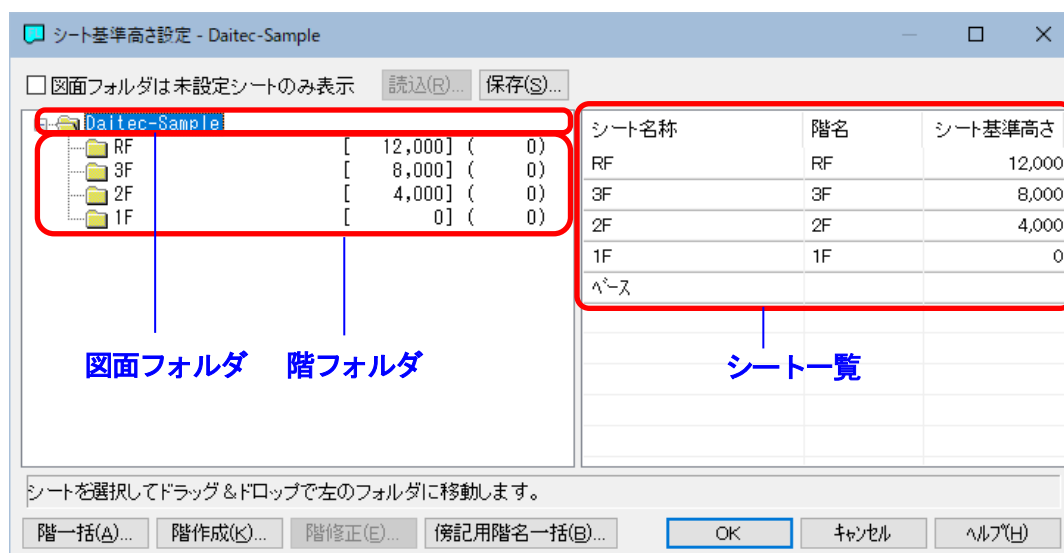 シート基準高さ設定 - Daitec-Sample
図面フォルダは未設定シートのみ表示 読込(R)... 保存(S)...
Daitec-Sample
RF [ 12,000] ( 0)
3F [ 8,000] ( 0)
2F [ 4,000] ( 0)
1F [ 0] ( 0)
シート名称 階名 シート基準高さ
RF RF 12,000
3F 3F 8,000
2F 2F 4,000
1F 1F 0
ﾍﾞｰｽ
図面フォルダ 階フォルダ シート一覧
シートを選択してドラッグ&ドロップで左のフォルダに移動します。
階一括(A)... 階作成(K)... 階修正(E)... 傍記用階名一括(B)... OK ｷｬﾝｾﾙ ﾍﾙﾌﾟ(H)